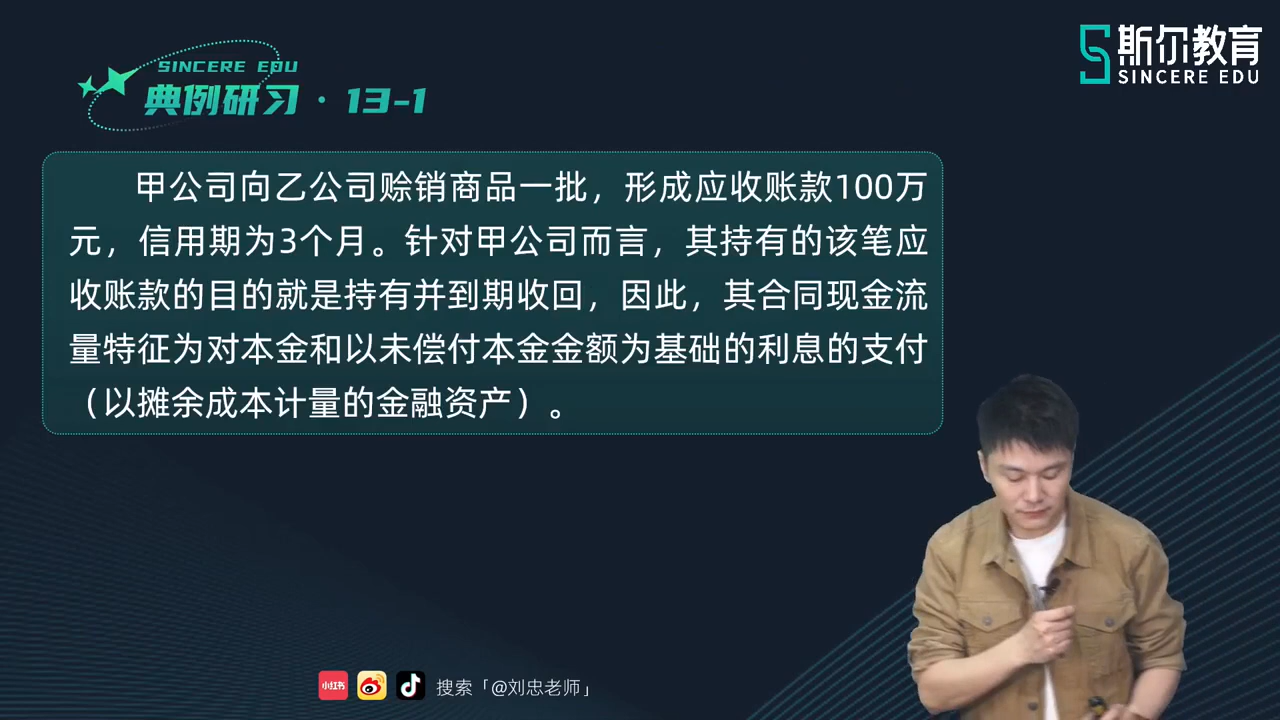 斯尔教育
SINCERE EDU
SINCERE EDU
典例研习·13-1
甲公司向乙公司赊销商品一批，形成应收账款100万
元，信用期为3个月。针对甲公司而言，其持有的该笔应
收账款的目的就是持有并到期收回，因此，其合同现金流
量特征为对本金和以未偿付本金金额为基础的利息的支付
（以摊余成本计量的金融资产）。
小红书
搜索「@刘忠老师」